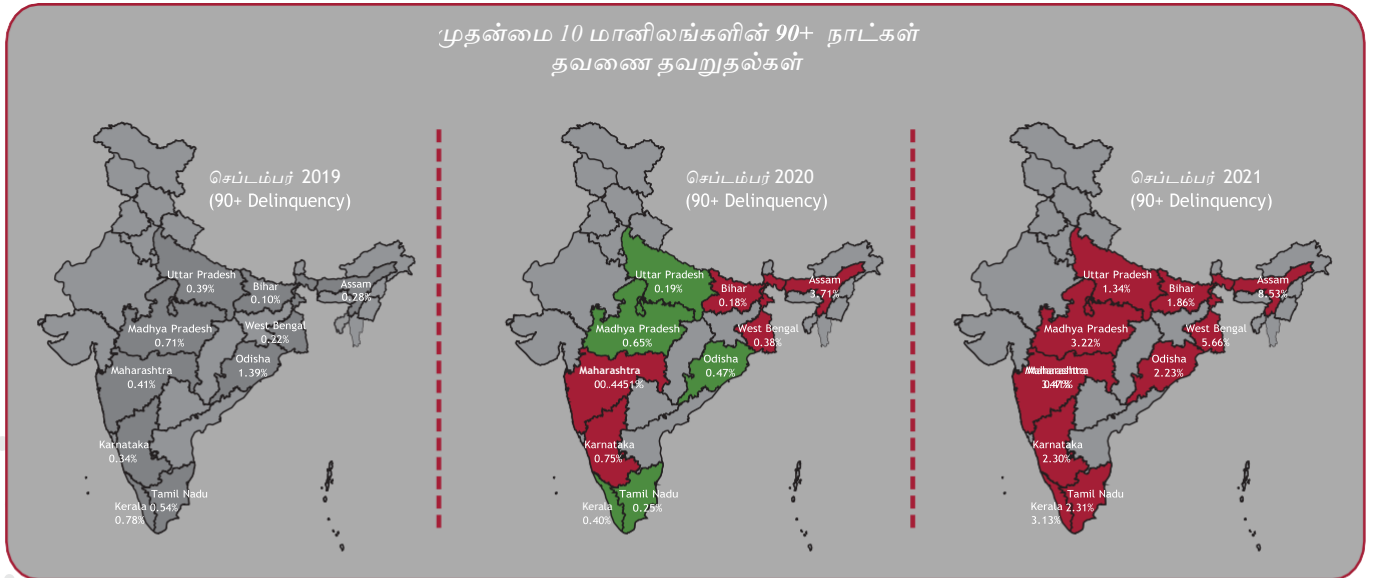 முதன்மை 10 மானிலங்களின் 90+ நாட்கள்
தவணை தவறுதல்கள்
செப்டம்பர் 2019
(90+ Delinquency)
Uttar Pradesh
0.39%
Bihar
0.10%
Assam
0.28%
Madhya Pradesh
0.71%
West Bengal
0.22%
Maharashtra
0.41%
Odisha
1.39%
Karnataka
0.34%
Tamil Nadu
0.54%
Kerala
0.78%
செப்டம்பர் 2020
(90+ Delinquency)
Uttar Pradesh
0.19%
Bihar
0.18%
Assam
3.71%
Madhya Pradesh
0.65%
West Bengal
0.38%
Maharashtra
Odisha
0.47%
Karnataka
0.75%
Tamil Nadu
0.25%
Kerala
0.40%
செப்டம்பர் 2021
(90+ Delinquency)
Uttar Pradesh
1.34%
Bihar
1.86%
Assam
8.53%
Madhya Pradesh
3.22%
West Bengal
5.66%
Maharashtra
Odisha
2.23%
Karnataka
2.30%
Tamil Nadu
2.31%
Kerala
3.13%